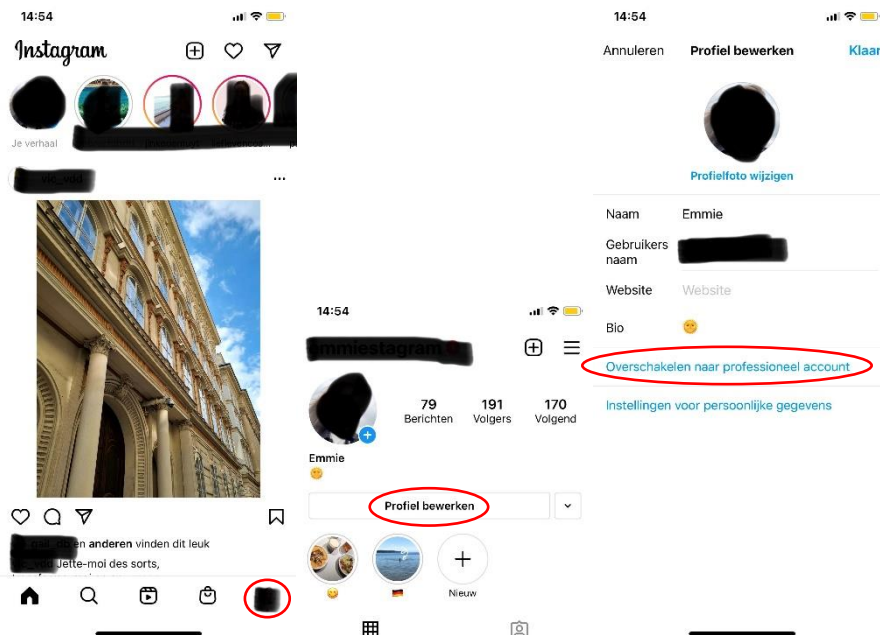 14:54
Instagram
Je verhaal
anderen vinden dit leuk
Jette-moi des sorts,
14:54
79
191
170
Berichten
Volgers
Volgend
Emmie
Profiel bewerken
Nieuw
14:54
Annuleren
Profiel bewerken
Klaar
Profielfoto wijzigen
Naam
Emmie
Gebruikers
naam
Website
Website
Bio
Overschakelen naar professioneel account
Instellingen voor persoonlijke gegevens